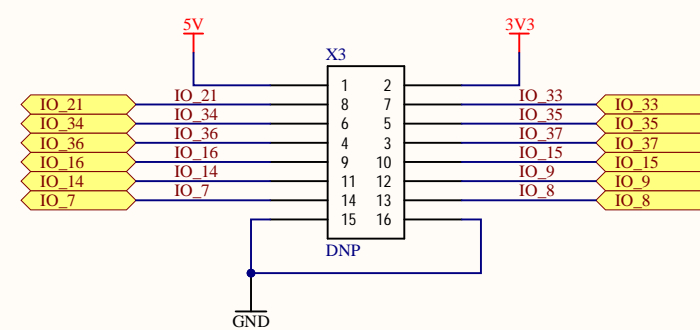 5V 3V3
X3
1 2
IO_21 IO_21 8 7 IO_33 IO_33
IO_34 IO_34 6 5 IO_35 IO_35
IO_36 IO_36 4 3 IO_37 IO_37
IO_16 IO_16 9 10 IO_15 IO_15
IO_14 IO_14 11 12 IO_9 IO_9
IO_7 IO_7 14 13 IO_8 IO_8
15 16
DNP
GND